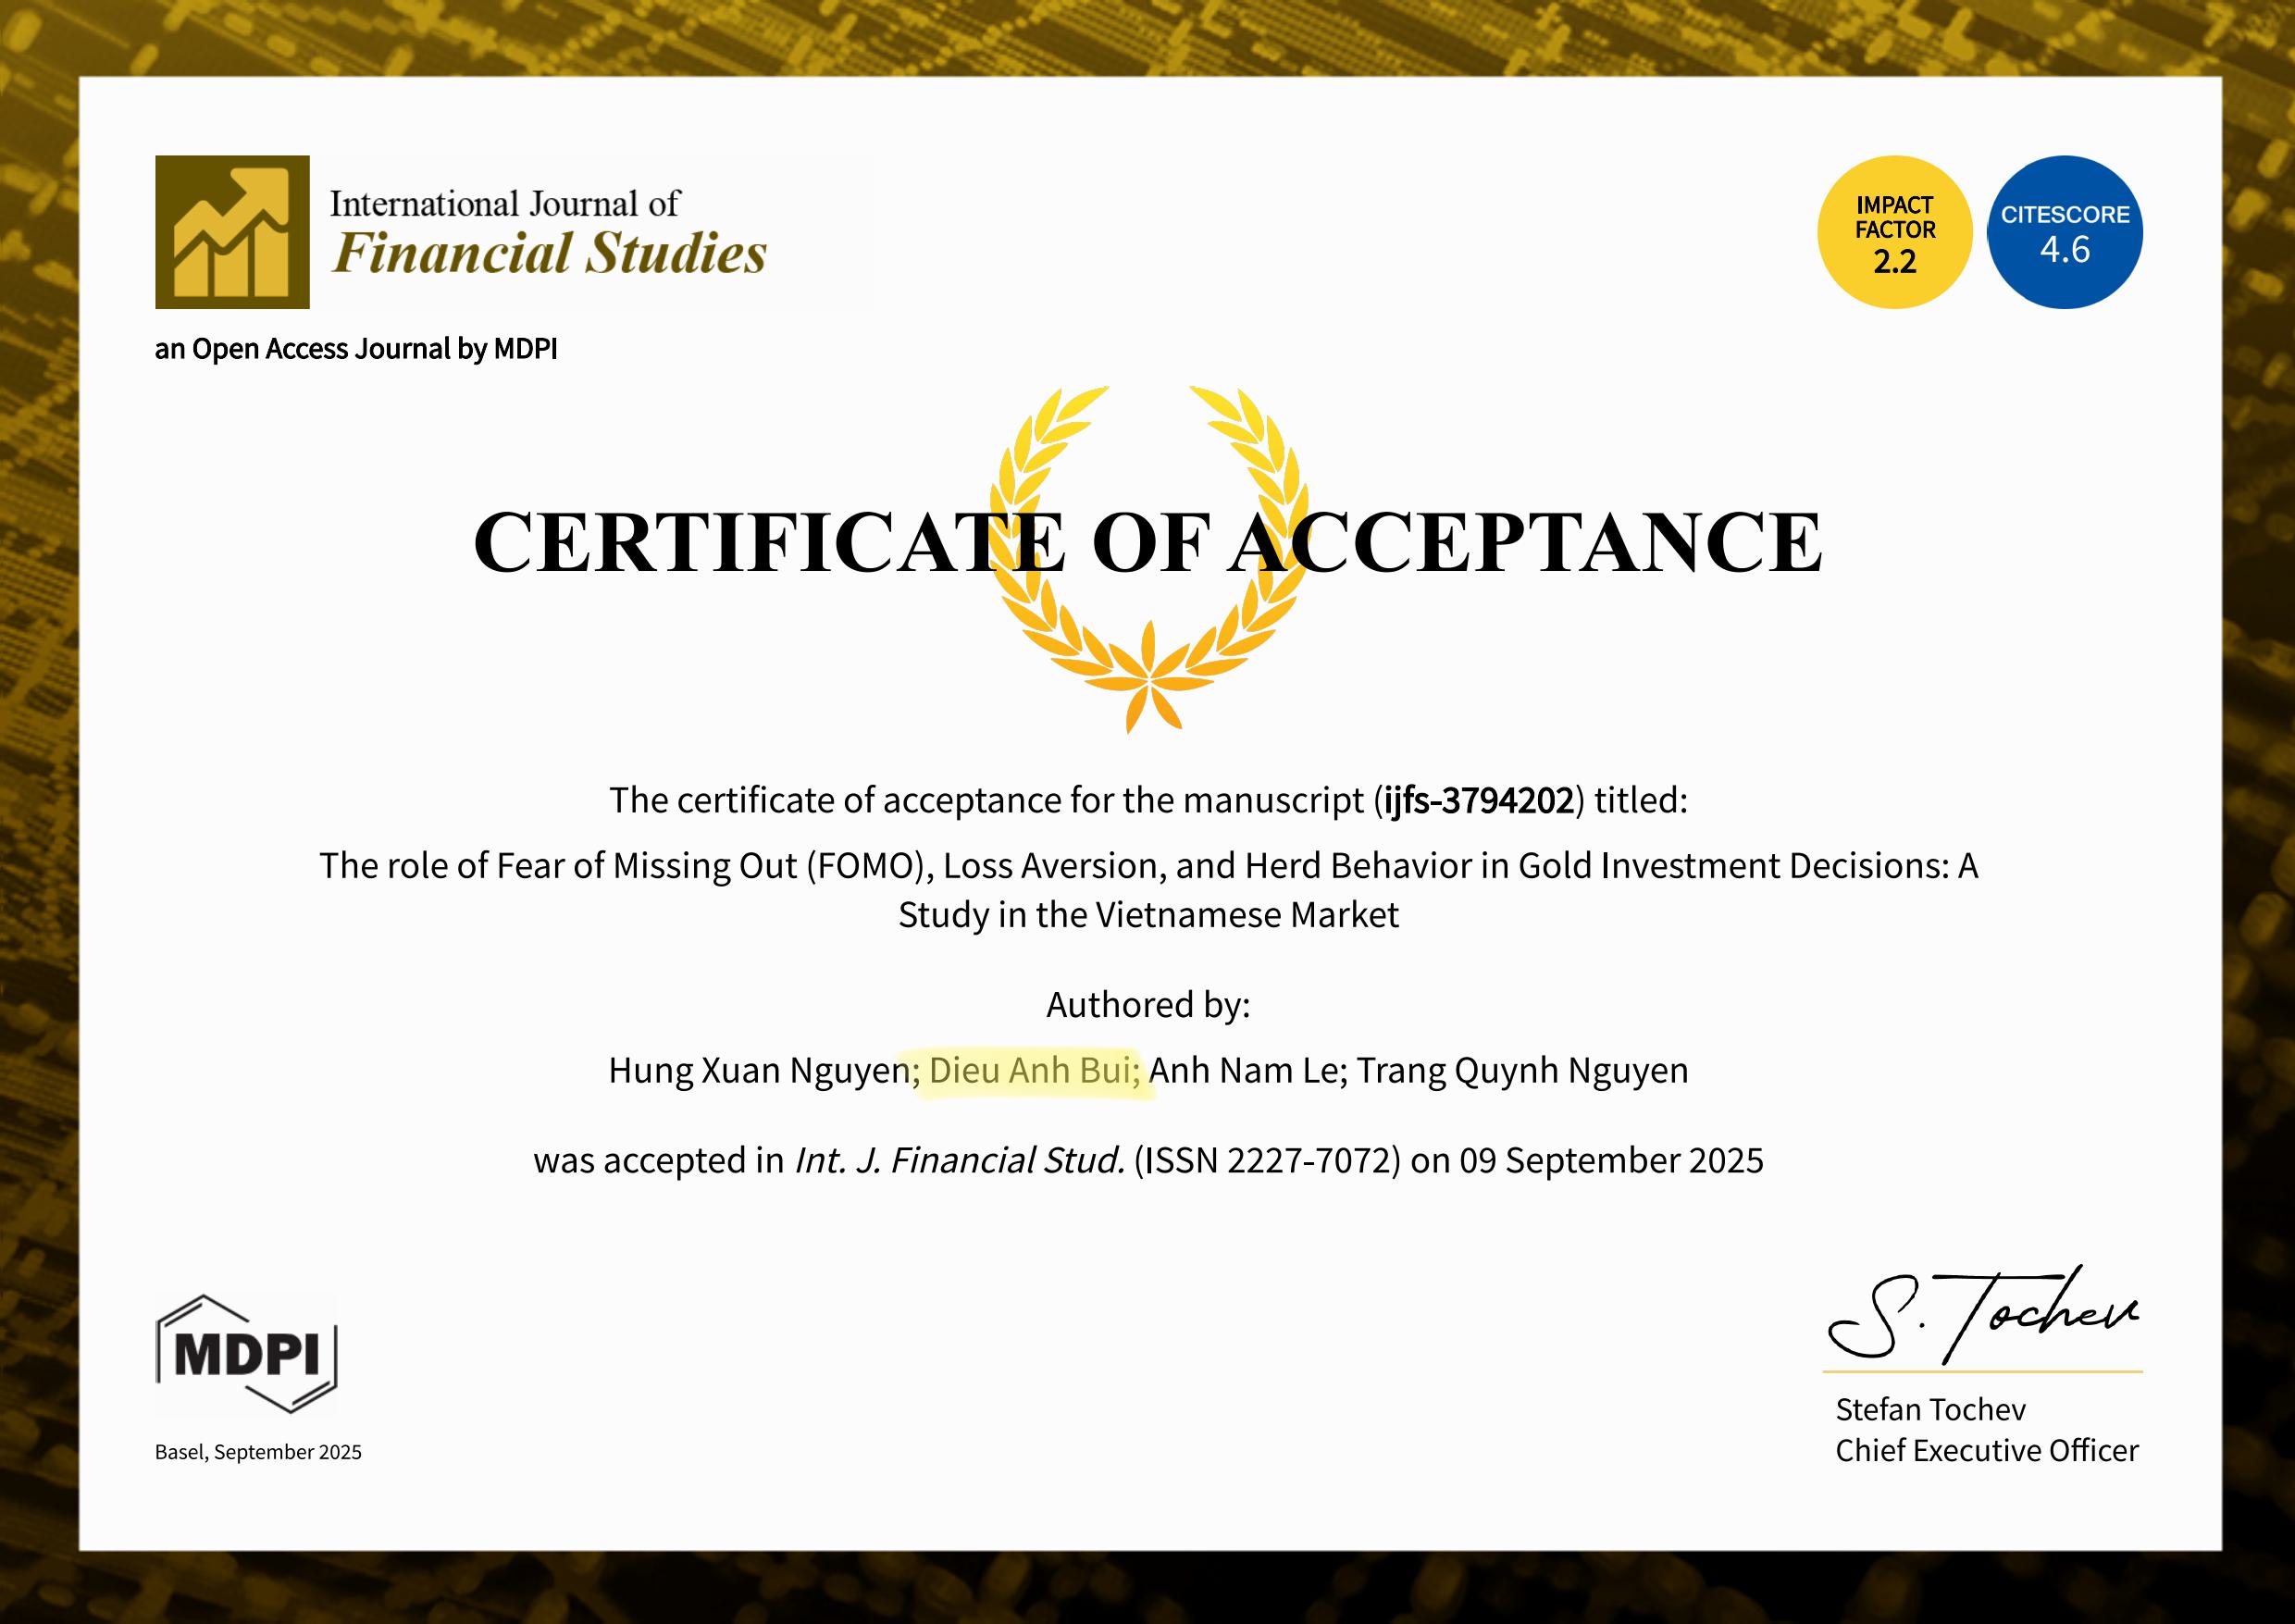 International Journal of
Financial Studies
IMPACT
FACTOR
2.2
CITESCORE
4.6
an Open Access Journal by MDPI
CERTIFICATE OF ACCEPTANCE
The certificate of acceptance for the manuscript (ijfs-3794202) titled:
The role of Fear of Missing Out (FOMO), Loss Aversion, and Herd Behavior in Gold Investment Decisions: A
Study in the Vietnamese Market
Authored by:
Hung Xuan Nguyen; Dieu Anh Bui; Anh Nam Le; Trang Quynh Nguyen
was accepted in Int. J. Financial Stud. (ISSN 2227-7072) on 09 September 2025
MDPI
Basel, September 2025
S. Tochev
Stefan Tochev
Chief Executive Officer